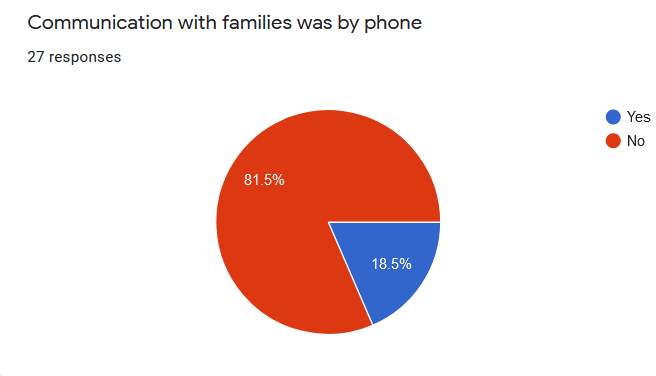 Communication with families was by phone
27 responses
Yes
No
81.5%
18.5%